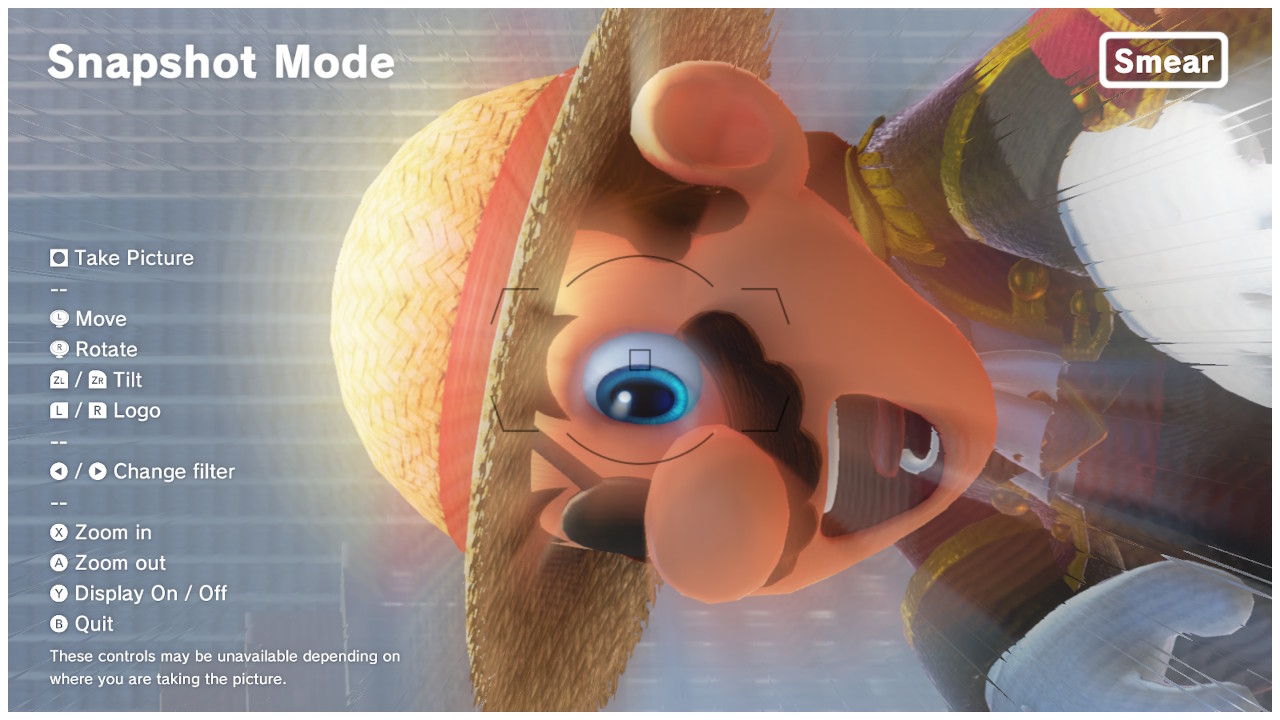 Snapshot Mode
Take Picture
--
L Move
R Rotate
ZL / ZR Tilt
L / R Logo
--
/ Change filter
--
X Zoom in
A Zoom out
Y Display On / Off
B Quit
These controls may be unavailable depending on
where you are taking the picture.
Smear